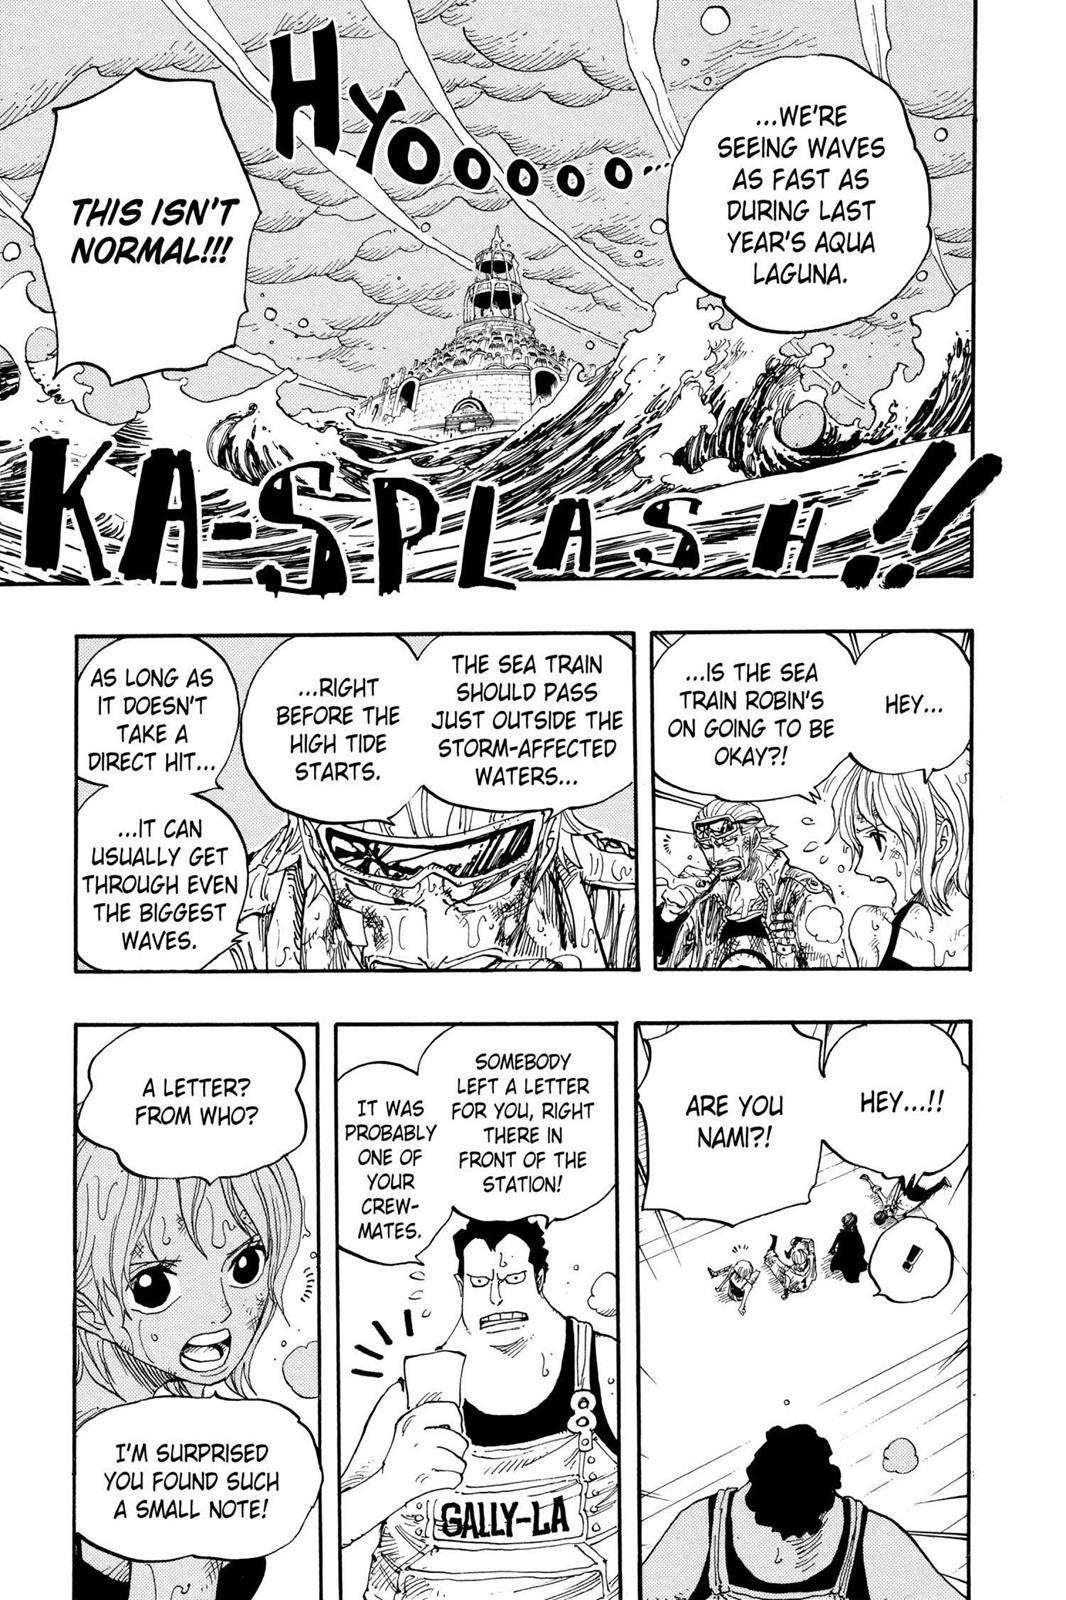 ...WE'RE
SEEING WAVES
AS FAST AS
DURING LAST
YEAR'S AQUA
LAGUNA.
HYOOOOO...
THIS ISN'T
NORMAL!!!
KA-SPLASH!!
HEY...
...IS THE SEA
TRAIN ROBIN'S
ON GOING TO BE
OKAY?!
THE SEA TRAIN
SHOULD PASS
JUST OUTSIDE THE
STORM-AFFECTED
WATERS...
...RIGHT
BEFORE THE
HIGH TIDE
STARTS.
AS LONG AS
IT DOESN'T
TAKE A
DIRECT HIT...
...IT CAN
USUALLY GET
THROUGH EVEN
THE BIGGEST
WAVES.
HEY...!!
ARE YOU
NAMI?!
!
SOMEBODY
LEFT A LETTER
FOR YOU, RIGHT
THERE IN
FRONT OF THE
STATION!
IT WAS
PROBABLY
ONE OF
YOUR
CREW-
MATES.
GALLY-LA
A LETTER?
FROM WHO?
I'M SURPRISED
YOU FOUND SUCH
A SMALL NOTE!